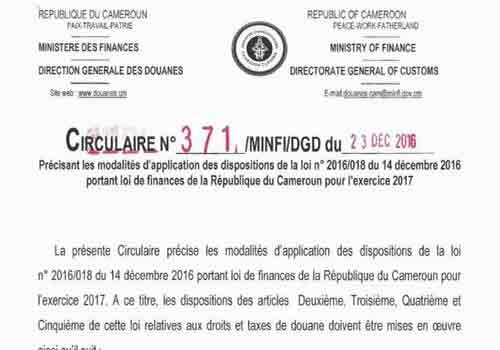 REPUBLIQUE DU CAMEROUN
PAIX-TRAVAIL-PATRIE
MINISTERE DES FINANCES
DIRECTION GENERALE DES DOUANES
Site web : www.douanes.cm
REPUBLIC OF CAMEROON
PEACE-WORK-FATHERLAND
MINISTRY OF FINANCE
DIRECTORATE GENERAL OF CUSTOMS
E-mail douanes-cam@minfi.gov.cm
CIRCULAIRE N° 371 /MINFI/DGD du 23 DEC 2016
Précisant les modalités d'application des dispositions de la loi n° 2016/018 du 14 décembre 2016
portant loi de finances de la République du Cameroun pour l'exercice 2017
La présente Circulaire précise les modalités d'application des dispositions de la loi
n° 2016/018 du 14 décembre 2016 portant loi de finances de la République du Cameroun pour
l'exercice 2017. A ce titre, les dispositions des articles Deuxième, Troisième, Quatrième et
Cinquième de cette loi relatives aux droits et taxes de douane doivent être mises en œuvre
ainsi qu'il suit :